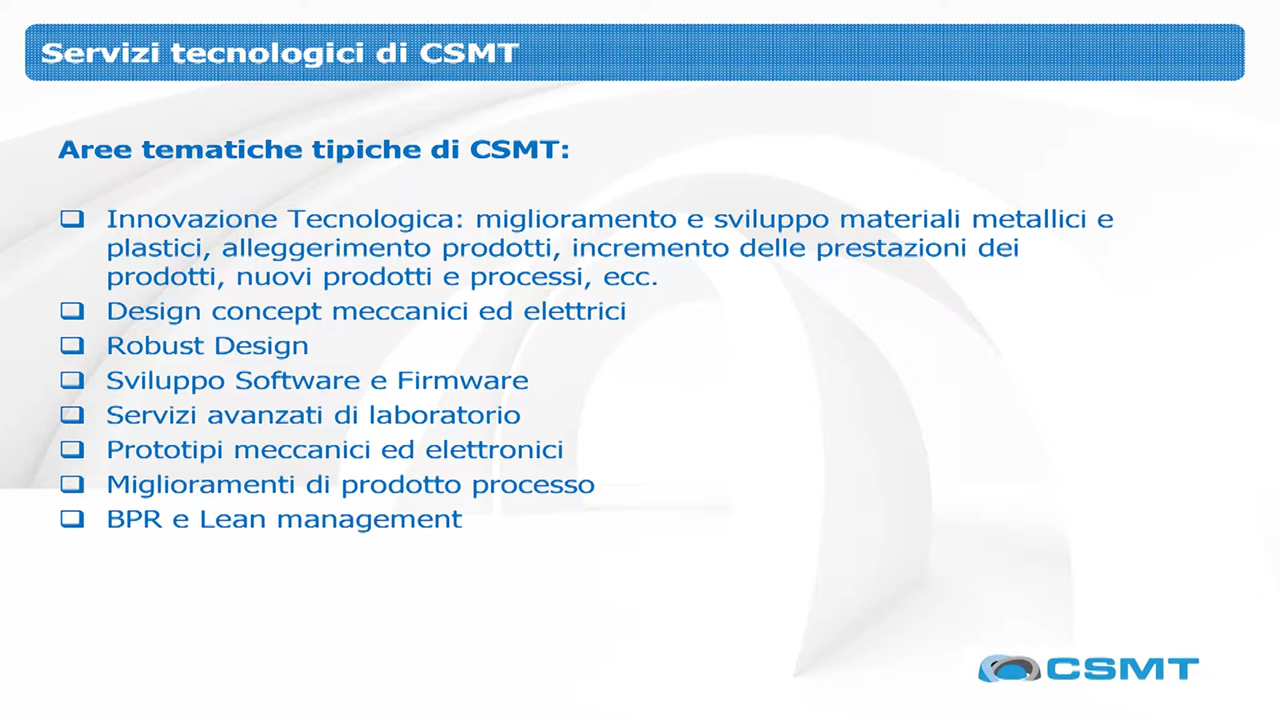 Servizi tecnologici di CSMT
Aree tematiche tipiche di CSMT:
Innovazione Tecnologica: miglioramento e sviluppo materiali metallici e
plastici, alleggerimento prodotti, incremento delle prestazioni dei
prodotti, nuovi prodotti e processi, ecc.
Design concept meccanici ed elettrici
Robust Design
Sviluppo Software e Firmware
Servizi avanzati di laboratorio
Prototipi meccanici ed elettronici
Miglioramenti di prodotto processo
BPR e Lean management
CSMT